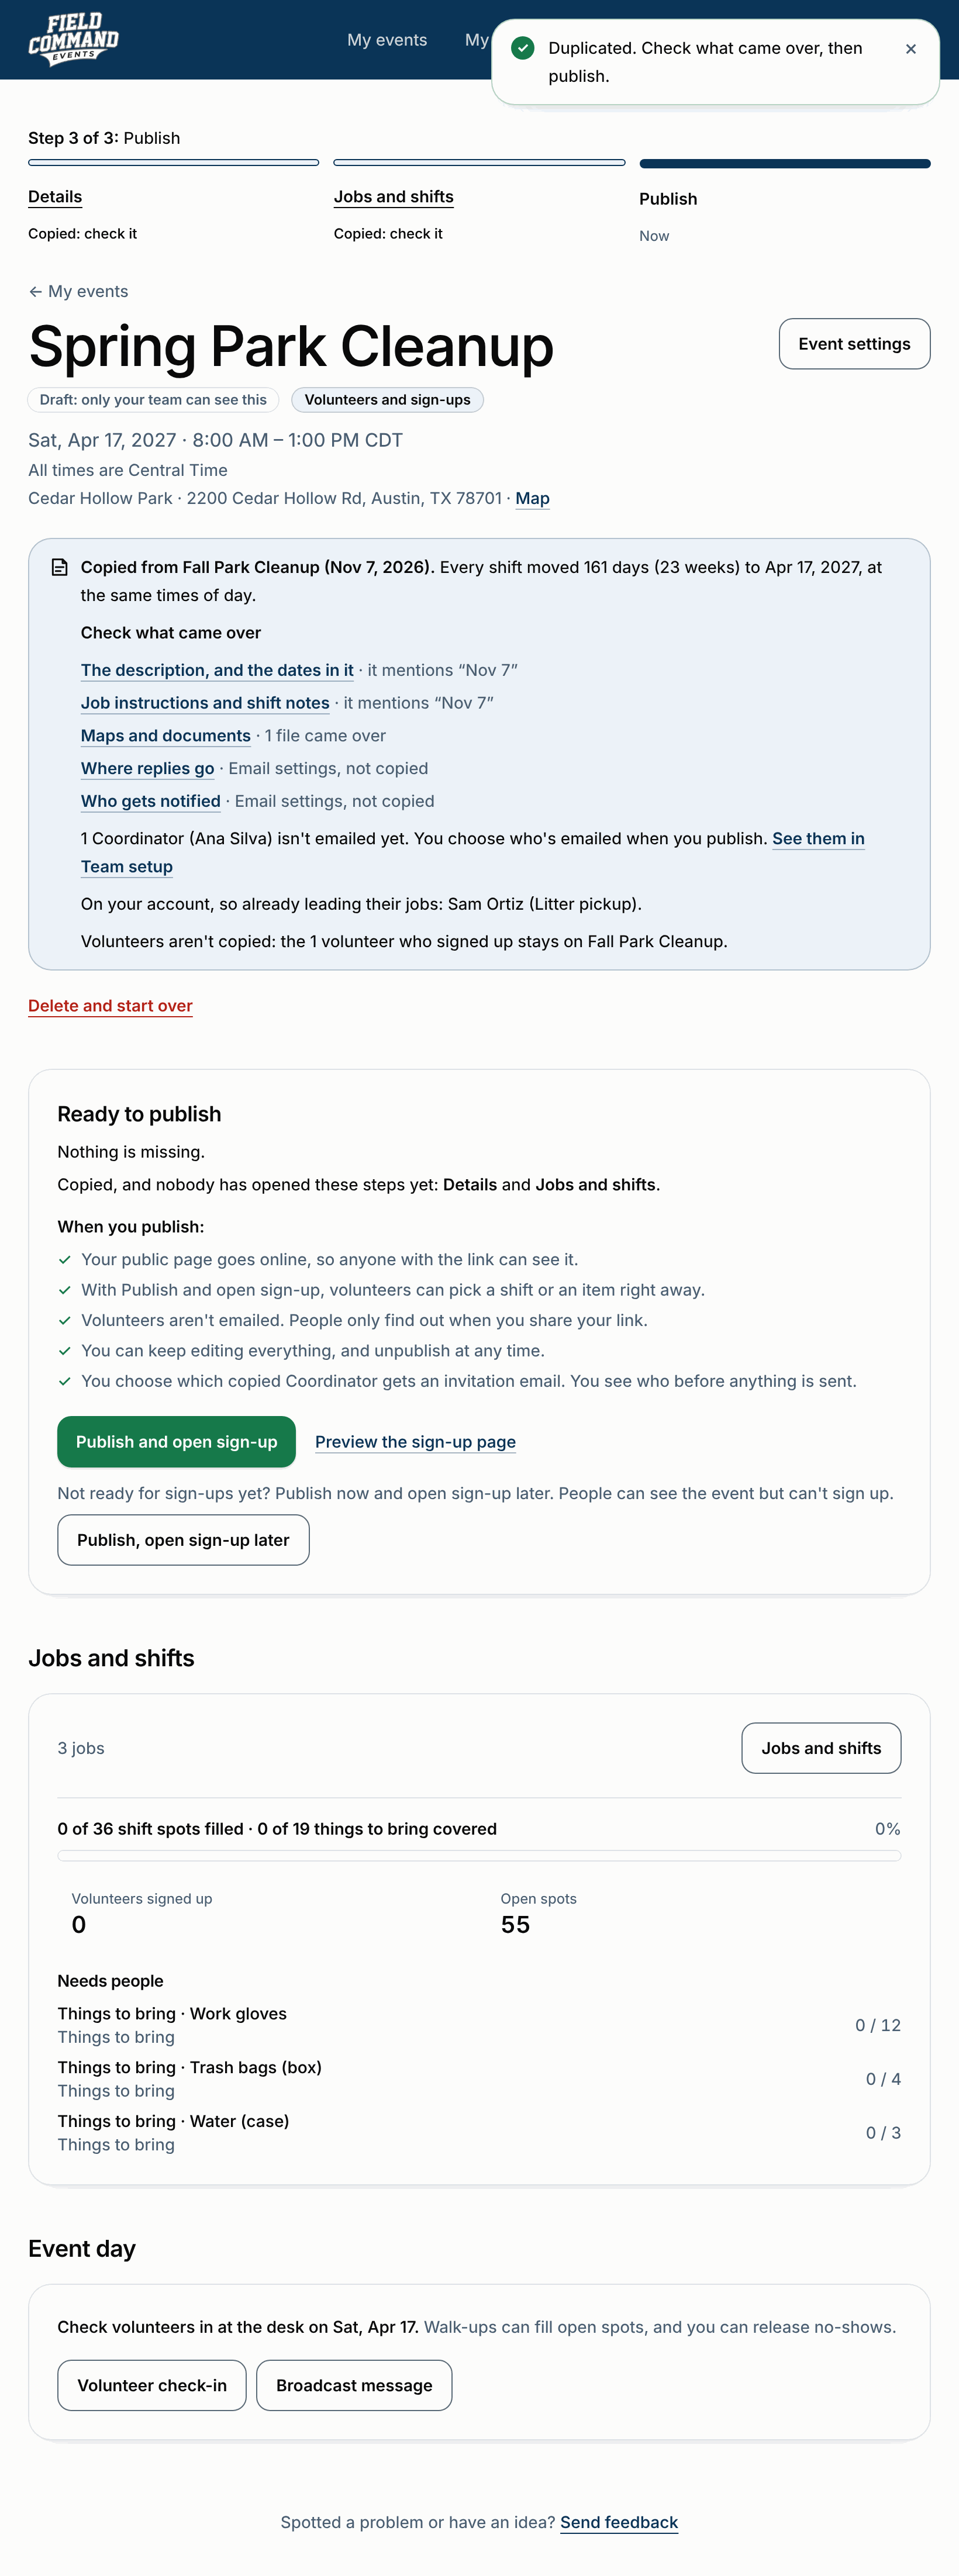 FIELD
COMMAND
EVENTS
My events
My
Duplicated. Check what came over, then
publish.
Step 3 of 3: Publish
Details
Copied: check it
Jobs and shifts
Copied: check it
Publish
Now
← My events
Spring Park Cleanup
Event settings
Draft: only your team can see this
Volunteers and sign-ups
Sat, Apr 17, 2027 · 8:00 AM – 1:00 PM CDT
All times are Central Time
Cedar Hollow Park · 2200 Cedar Hollow Rd, Austin, TX 78701 · Map
Copied from Fall Park Cleanup (Nov 7, 2026). Every shift moved 161 days (23 weeks) to Apr 17, 2027, at
the same times of day.
Check what came over
The description, and the dates in it · it mentions “Nov 7”
Job instructions and shift notes · it mentions “Nov 7”
Maps and documents · 1 file came over
Where replies go · Email settings, not copied
Who gets notified · Email settings, not copied
1 Coordinator (Ana Silva) isn't emailed yet. You choose who's emailed when you publish. See them in
Team setup
On your account, so already leading their jobs: Sam Ortiz (Litter pickup).
Volunteers aren't copied: the 1 volunteer who signed up stays on Fall Park Cleanup.
Delete and start over
Ready to publish
Nothing is missing.
Copied, and nobody has opened these steps yet: Details and Jobs and shifts.
When you publish:
Your public page goes online, so anyone with the link can see it.
With Publish and open sign-up, volunteers can pick a shift or an item right away.
Volunteers aren't emailed. People only find out when you share your link.
You can keep editing everything, and unpublish at any time.
You choose which copied Coordinator gets an invitation email. You see who before anything is sent.
Publish and open sign-up
Preview the sign-up page
Not ready for sign-ups yet? Publish now and open sign-up later. People can see the event but can't sign up.
Publish, open sign-up later
Jobs and shifts
3 jobs
Jobs and shifts
0 of 36 shift spots filled · 0 of 19 things to bring covered
0%
Volunteers signed up
0
Open spots
55
Needs people
Things to bring · Work gloves
Things to bring
0 / 12
Things to bring · Trash bags (box)
Things to bring
0 / 4
Things to bring · Water (case)
Things to bring
0 / 3
Event day
Check volunteers in at the desk on Sat, Apr 17. Walk-ups can fill open spots, and you can release no-shows.
Volunteer check-in
Broadcast message
Spotted a problem or have an idea? Send feedback